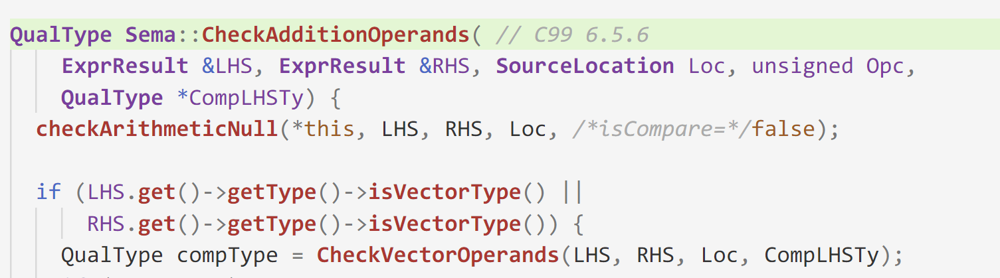 QualType Sema::CheckAdditionOperands( // C99 6.5.6
ExprResult &LHS, ExprResult &RHS, SourceLocation Loc, unsigned Opc,
QualType *CompLHSTy) {
checkArithmeticNull(*this, LHS, RHS, Loc, /*isCompare=*/false);
if (LHS.get()->getType()->isVectorType() ||
RHS.get()->getType()->isVectorType()) {
QualType compType = CheckVectorOperands(LHS, RHS, Loc, CompLHSTy);